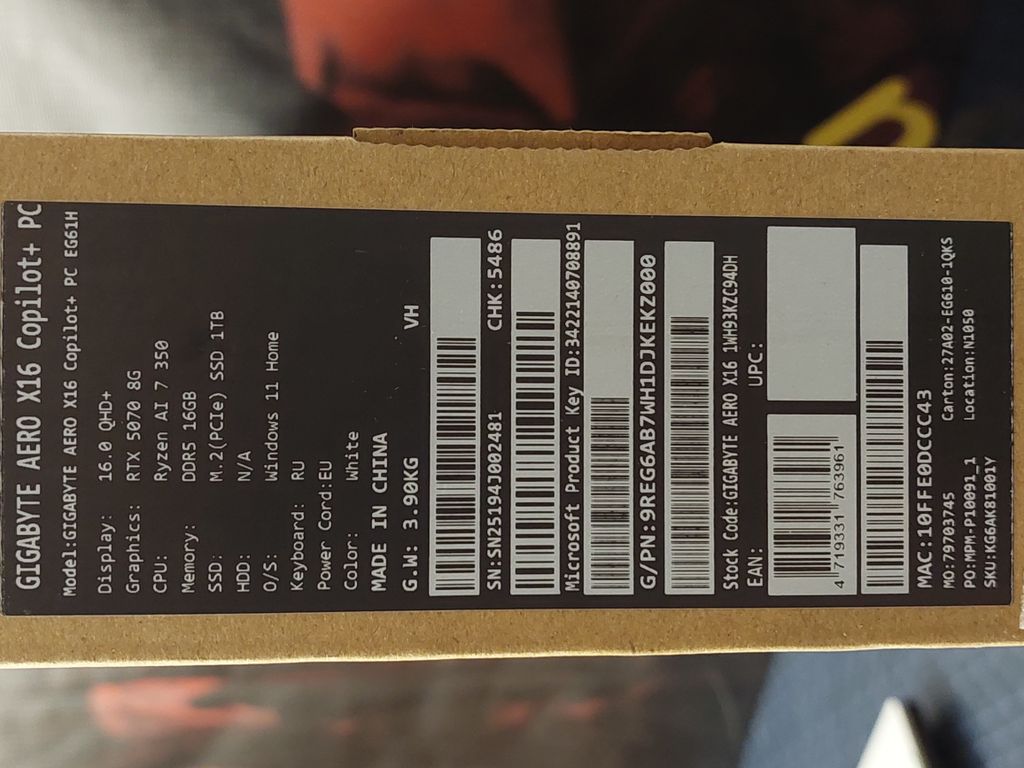 GIGABYTE AERO X16 Copilot+ PC
Model:GIGABYTE AERO X16 Copilot+ PC EG61H
Display: 16.0 QHD+
Graphics: RTX 5070 8G
CPU: Ryzen AI 7 350
Memory: DDR5 16GB
SSD: M.2(PCIe) SSD 1TB
HDD: N/A
O/S: Windows 11 Home
Keyboard: RU
Power Cord:EU
Color: White
MADE IN CHINA
G.W: 3.90KG VH
SN:SN25194J002481 CHK:5486
Microsoft Product Key ID:3422140708891
G/PN:9REG6AB7WH1DJKEKZ000
Stock Code:GIGABYTE AERO X16 1WH93KZC94DH
EAN: UPC:
4 719331 763961
MAC:10FFE0DCCC43
MO:79703745 Carton:27A02-EG610-1QKS
PO:MPM-P10091_1 Location:N1050
SKU:KG6AK81001Y